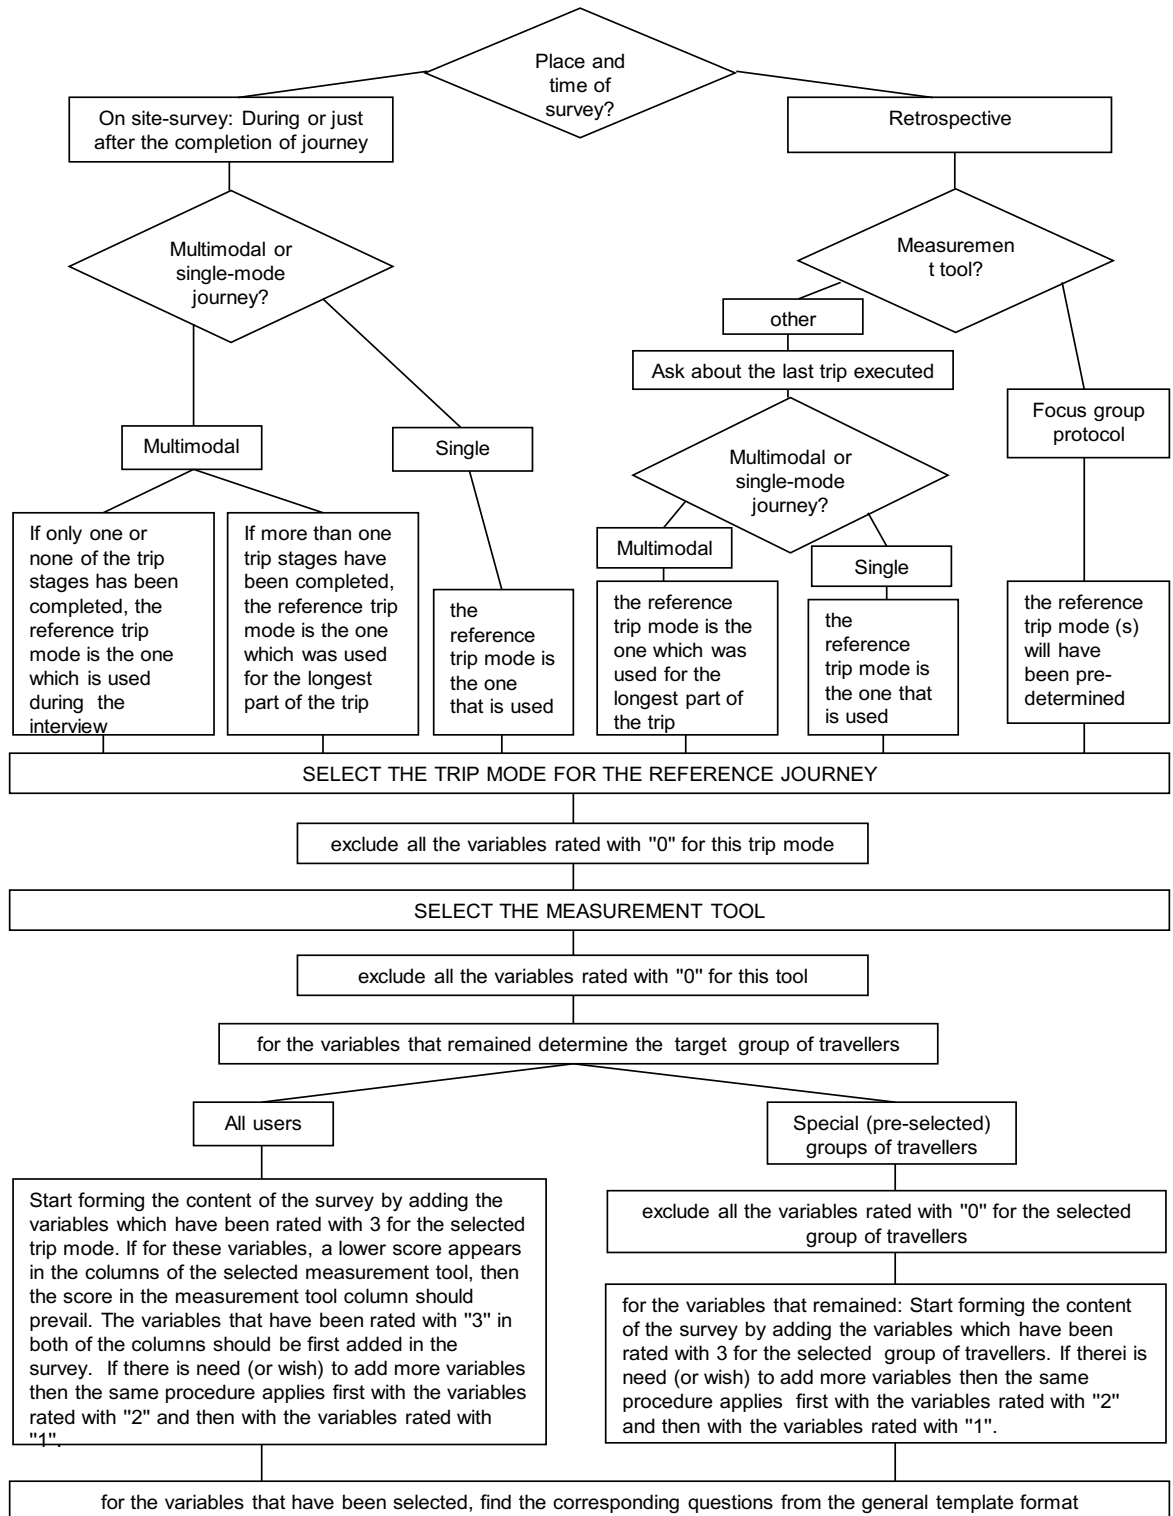 Place and
time of
survey?
On site-survey: During or just
after the completion of journey
Retrospective
Multimodal or
single-mode
journey?
Measuremen
t tool?
other
Ask about the last trip executed
Focus group
protocol
Multimodal
Single
Multimodal or
single-mode
journey?
Multimodal
Single
If only one or
none of the trip
stages has been
completed, the
reference trip
mode is the one
which is used
during the
interview
If more than one
trip stages have
been completed,
the reference trip
mode is the one
which was used
for the longest
part of the trip
the
reference
trip mode is
the one
that is used
the reference
trip mode is the
one which was
used for the
longest part of
the trip
the
reference
trip mode is
the one that
is used
the reference
trip mode (s)
will have
been pre-
determined
SELECT THE TRIP MODE FOR THE REFERENCE JOURNEY
exclude all the variables rated with "0" for this trip mode
SELECT THE MEASUREMENT TOOL
exclude all the variables rated with "0" for this tool
for the variables that remained determine the target group of travellers
All users
Special (pre-selected)
groups of travellers
Start forming the content of the survey by adding the
variables which have been rated with 3 for the selected
trip mode. If for these variables, a lower score appears
in the columns of the selected measurement tool, then
the score in the measurement tool column should
prevail. The variables that have been rated with "3" in
both of the columns should be first added in the
survey. If there is need (or wish) to add more variables
then the same procedure applies first with the variables
rated with "2" and then with the variables rated with
"1".
exclude all the variables rated with "0" for the selected
group of travellers
for the variables that remained: Start forming the content
of the survey by adding the variables which have been
rated with 3 for the selected group of travellers. If therei is
need (or wish) to add more variables then the same
procedure applies first with the variables rated with "2"
and then with the variables rated with "1".
for the variables that have been selected, find the corresponding questions from the general template format